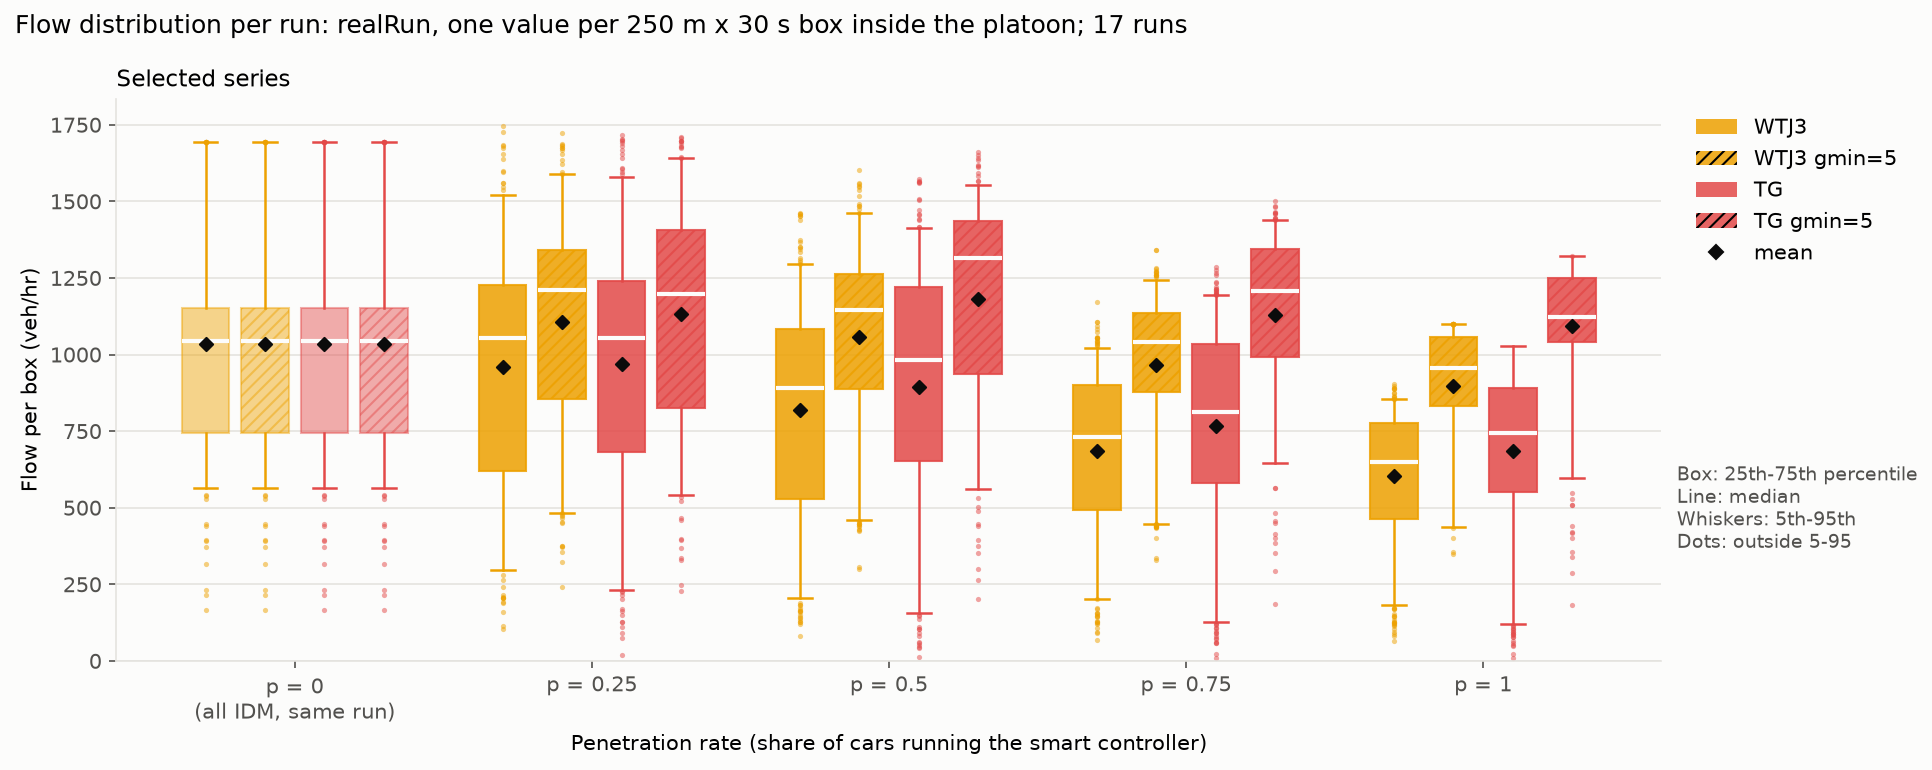 Flow distribution per run: realRun, one value per 250 m x 30 s box inside the platoon; 17 runs
Selected series
Flow per box (veh/hr)
1750
1500
1250
1000
750
500
250
0
p = 0
(all IDM, same run)
p = 0.25
p = 0.5
p = 0.75
p = 1
Penetration rate (share of cars running the smart controller)
WTJ3
WTJ3 gmin=5
TG
TG gmin=5
mean
Box: 25th-75th percentile
Line: median
Whiskers: 5th-95th
Dots: outside 5-95